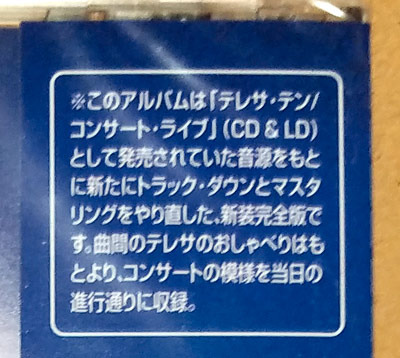 ※このアルバムは「テレサ・テン/
コンサート・ライブ」(CD & LD)
として発売されていた音源をもと
に新たにトラック・ダウンとマスタ
リングをやり直した、新装完全版で
す。曲間のテレサのおしゃべりはも
とより、コンサートの模様を当日の
進行通りに収録。